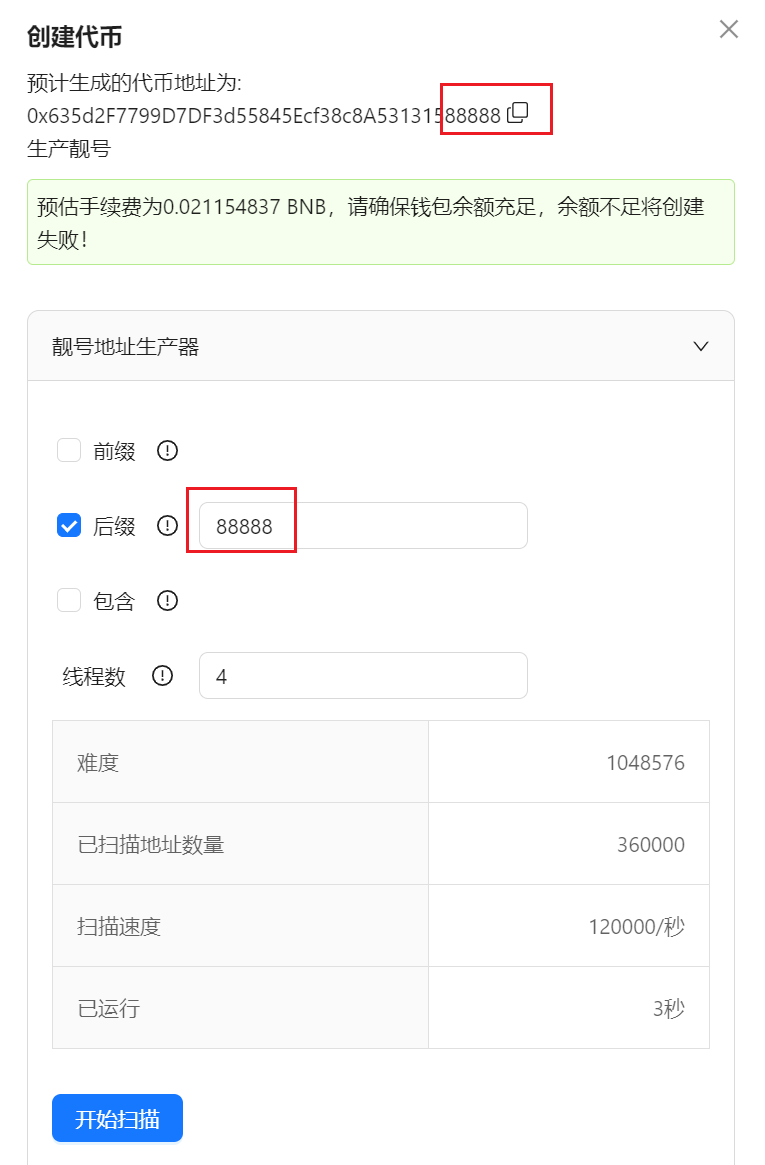 创建代币
预计生成的代币地址为:
0x635d2F7799D7DF3d55845Ecf38c8A5313158​8888
生产靓号
预估手续费为0.021154837 BNB，请确保钱包余额充足，余额不足将创建
失败！
靓号地址生产器
前缀
后缀 88888
包含
线程数 4
难度 1048576
已扫描地址数量 360000
扫描速度 120000/秒
已运行 3秒
开始扫描